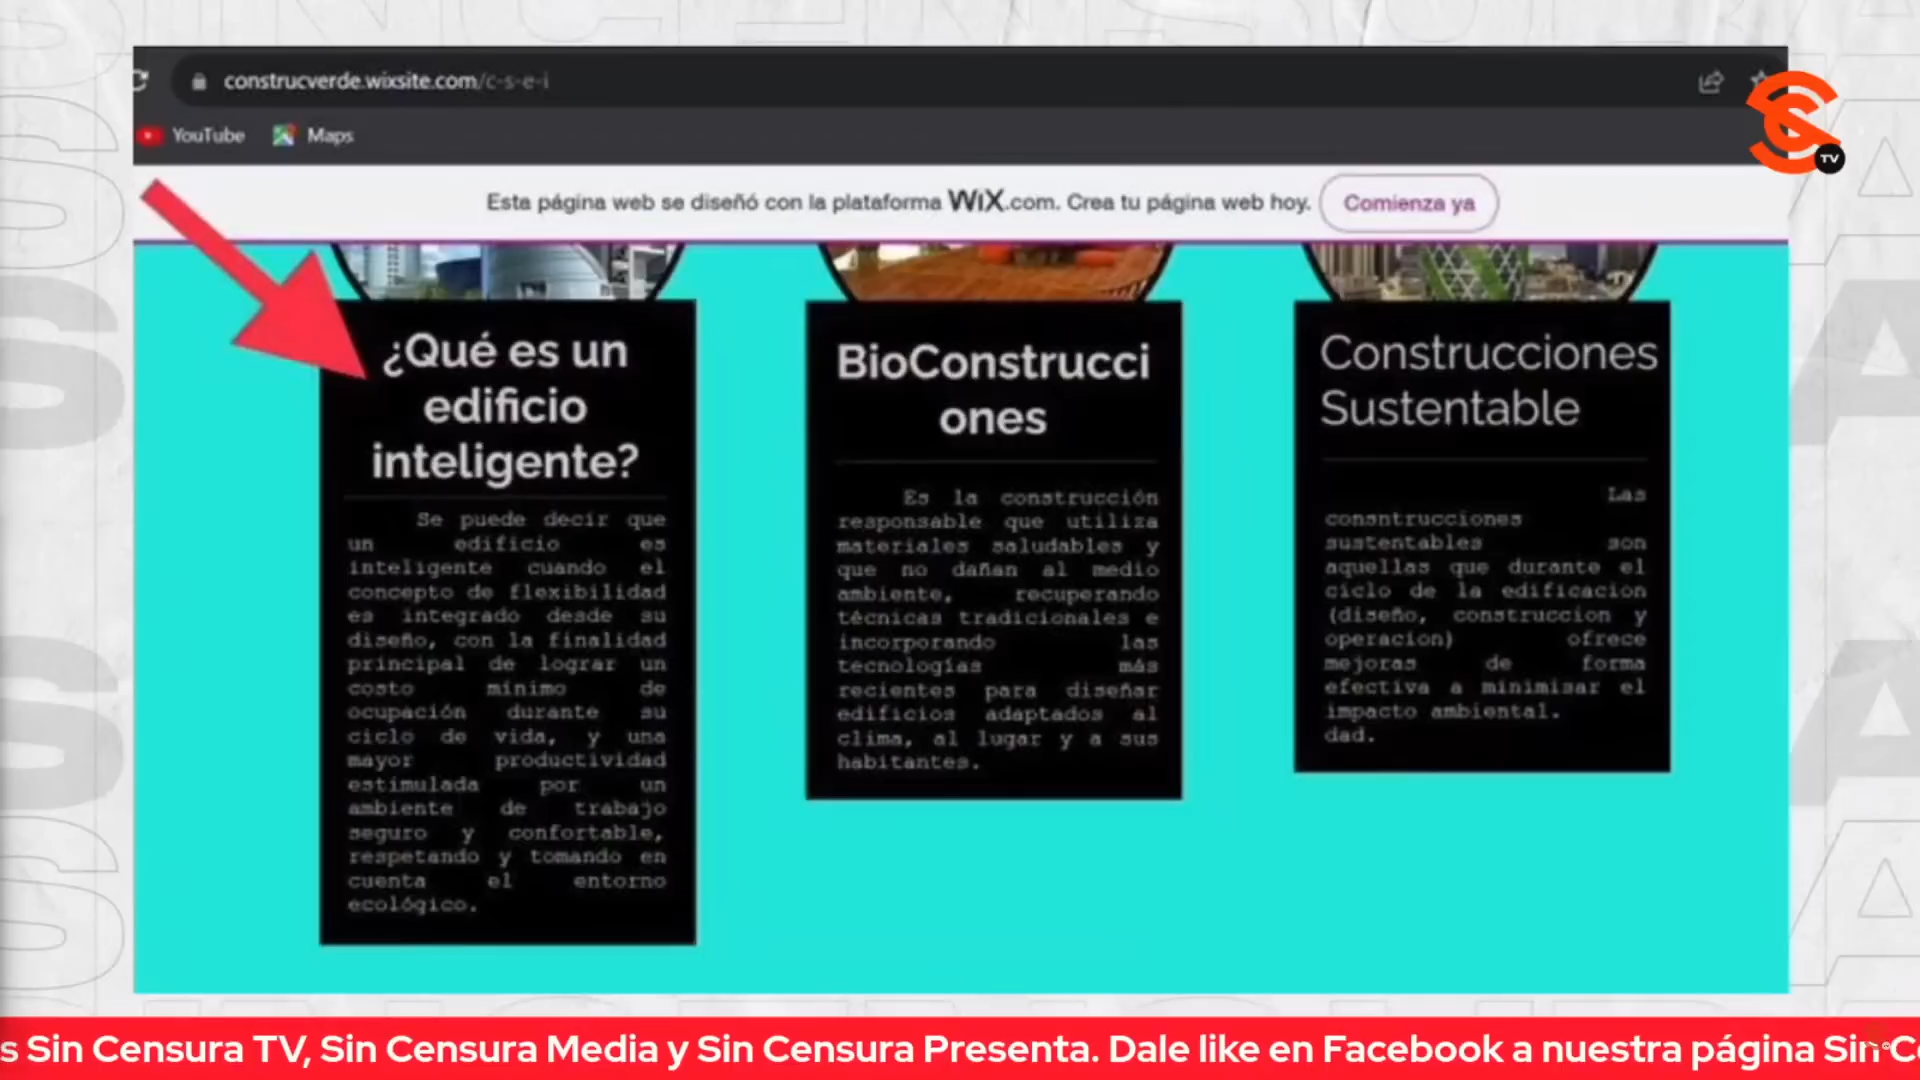 construcverde.wixsite.com/c-s-e-i
YouTube Maps
TV
Esta página web se diseñó con la plataforma WiX.com. Crea tu página web hoy. Comienza ya
¿Qué es un
edificio
inteligente?
Se puede decir que
un edificio es
inteligente cuando el
concepto de flexibilidad
es integrado desde su
diseño, con la finalidad
principal de lograr un
costo mínimo de
ocupación durante su
ciclo de vida, y una
mayor productividad
estimulada por un
ambiente de trabajo
seguro y confortable,
respetando y tomando en
cuenta el entorno
ecológico.
BioConstrucci
ones
Es la construcción
responsable que utiliza
materiales saludables y
que no dañan al medio
ambiente, recuperando
técnicas tradicionales e
incorporando las
tecnologías más
recientes para diseñar
edificios adaptados al
clima, al lugar y a sus
habitantes.
Construcciones
Sustentable
Las
consntrucciones
sustentables son
aquellas que durante el
ciclo de la edificacion
(diseño, construccion y
operacion) ofrece
mejoras de forma
efectiva a minimisar el
impacto ambiental.
dad.
s Sin Censura TV, Sin Censura Media y Sin Censura Presenta. Dale like en Facebook a nuestra página Sin C